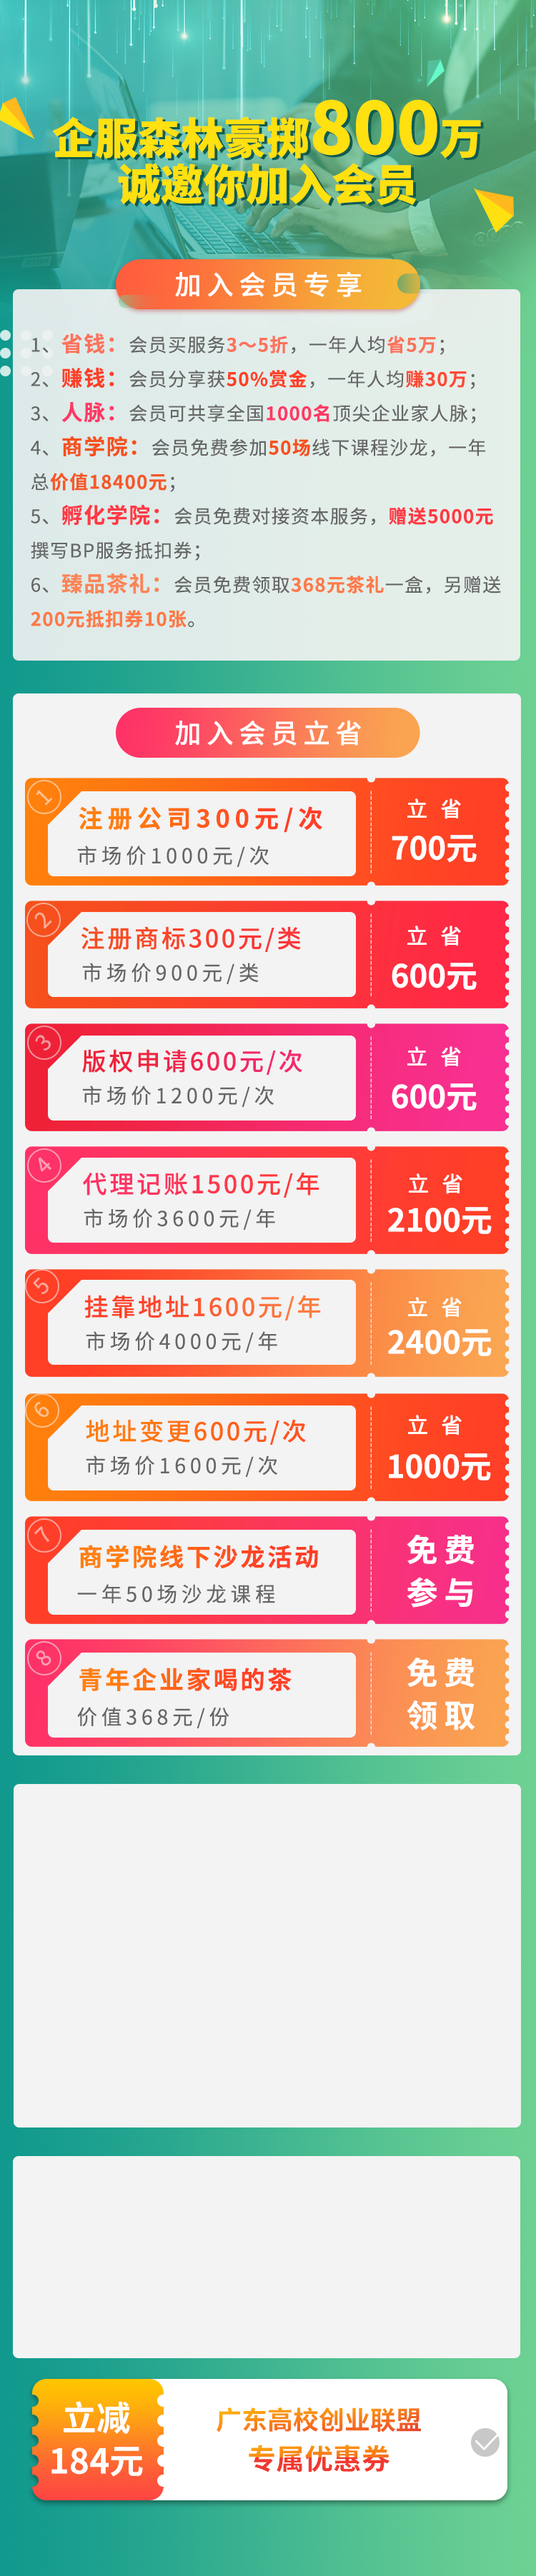 企服森林豪掷800万
诚邀你加入会员
加入会员专享
1、省钱：会员买服务3～5折，一年人均省5万；
2、赚钱：会员分享获50%赏金，一年人均赚30万；
3、人脉：会员可共享全国1000名顶尖企业家人脉；
4、商学院：会员免费参加50场线下课程沙龙，一年
总价值18400元；
5、孵化学院：会员免费对接资本服务，赠送5000元
撰写BP服务抵扣券；
6、臻品茶礼：会员免费领取368元茶礼一盒，另赠送
200元抵扣券10张。
加入会员立省
1
注册公司300元/次
市场价1000元/次
立 省
700元
2
注册商标300元/类
市场价900元/类
立 省
600元
3
版权申请600元/次
市场价1200元/次
立 省
600元
4
代理记账1500元/年
市场价3600元/年
立 省
2100元
5
挂靠地址1600元/年
市场价4000元/年
立 省
2400元
6
地址变更600元/次
市场价1600元/次
立 省
1000元
7
商学院线下沙龙活动
一年50场沙龙课程
免费
参与
8
青年企业家喝的茶
价值368元/份
免费
领取
立减
184元
广东高校创业联盟
专属优惠券